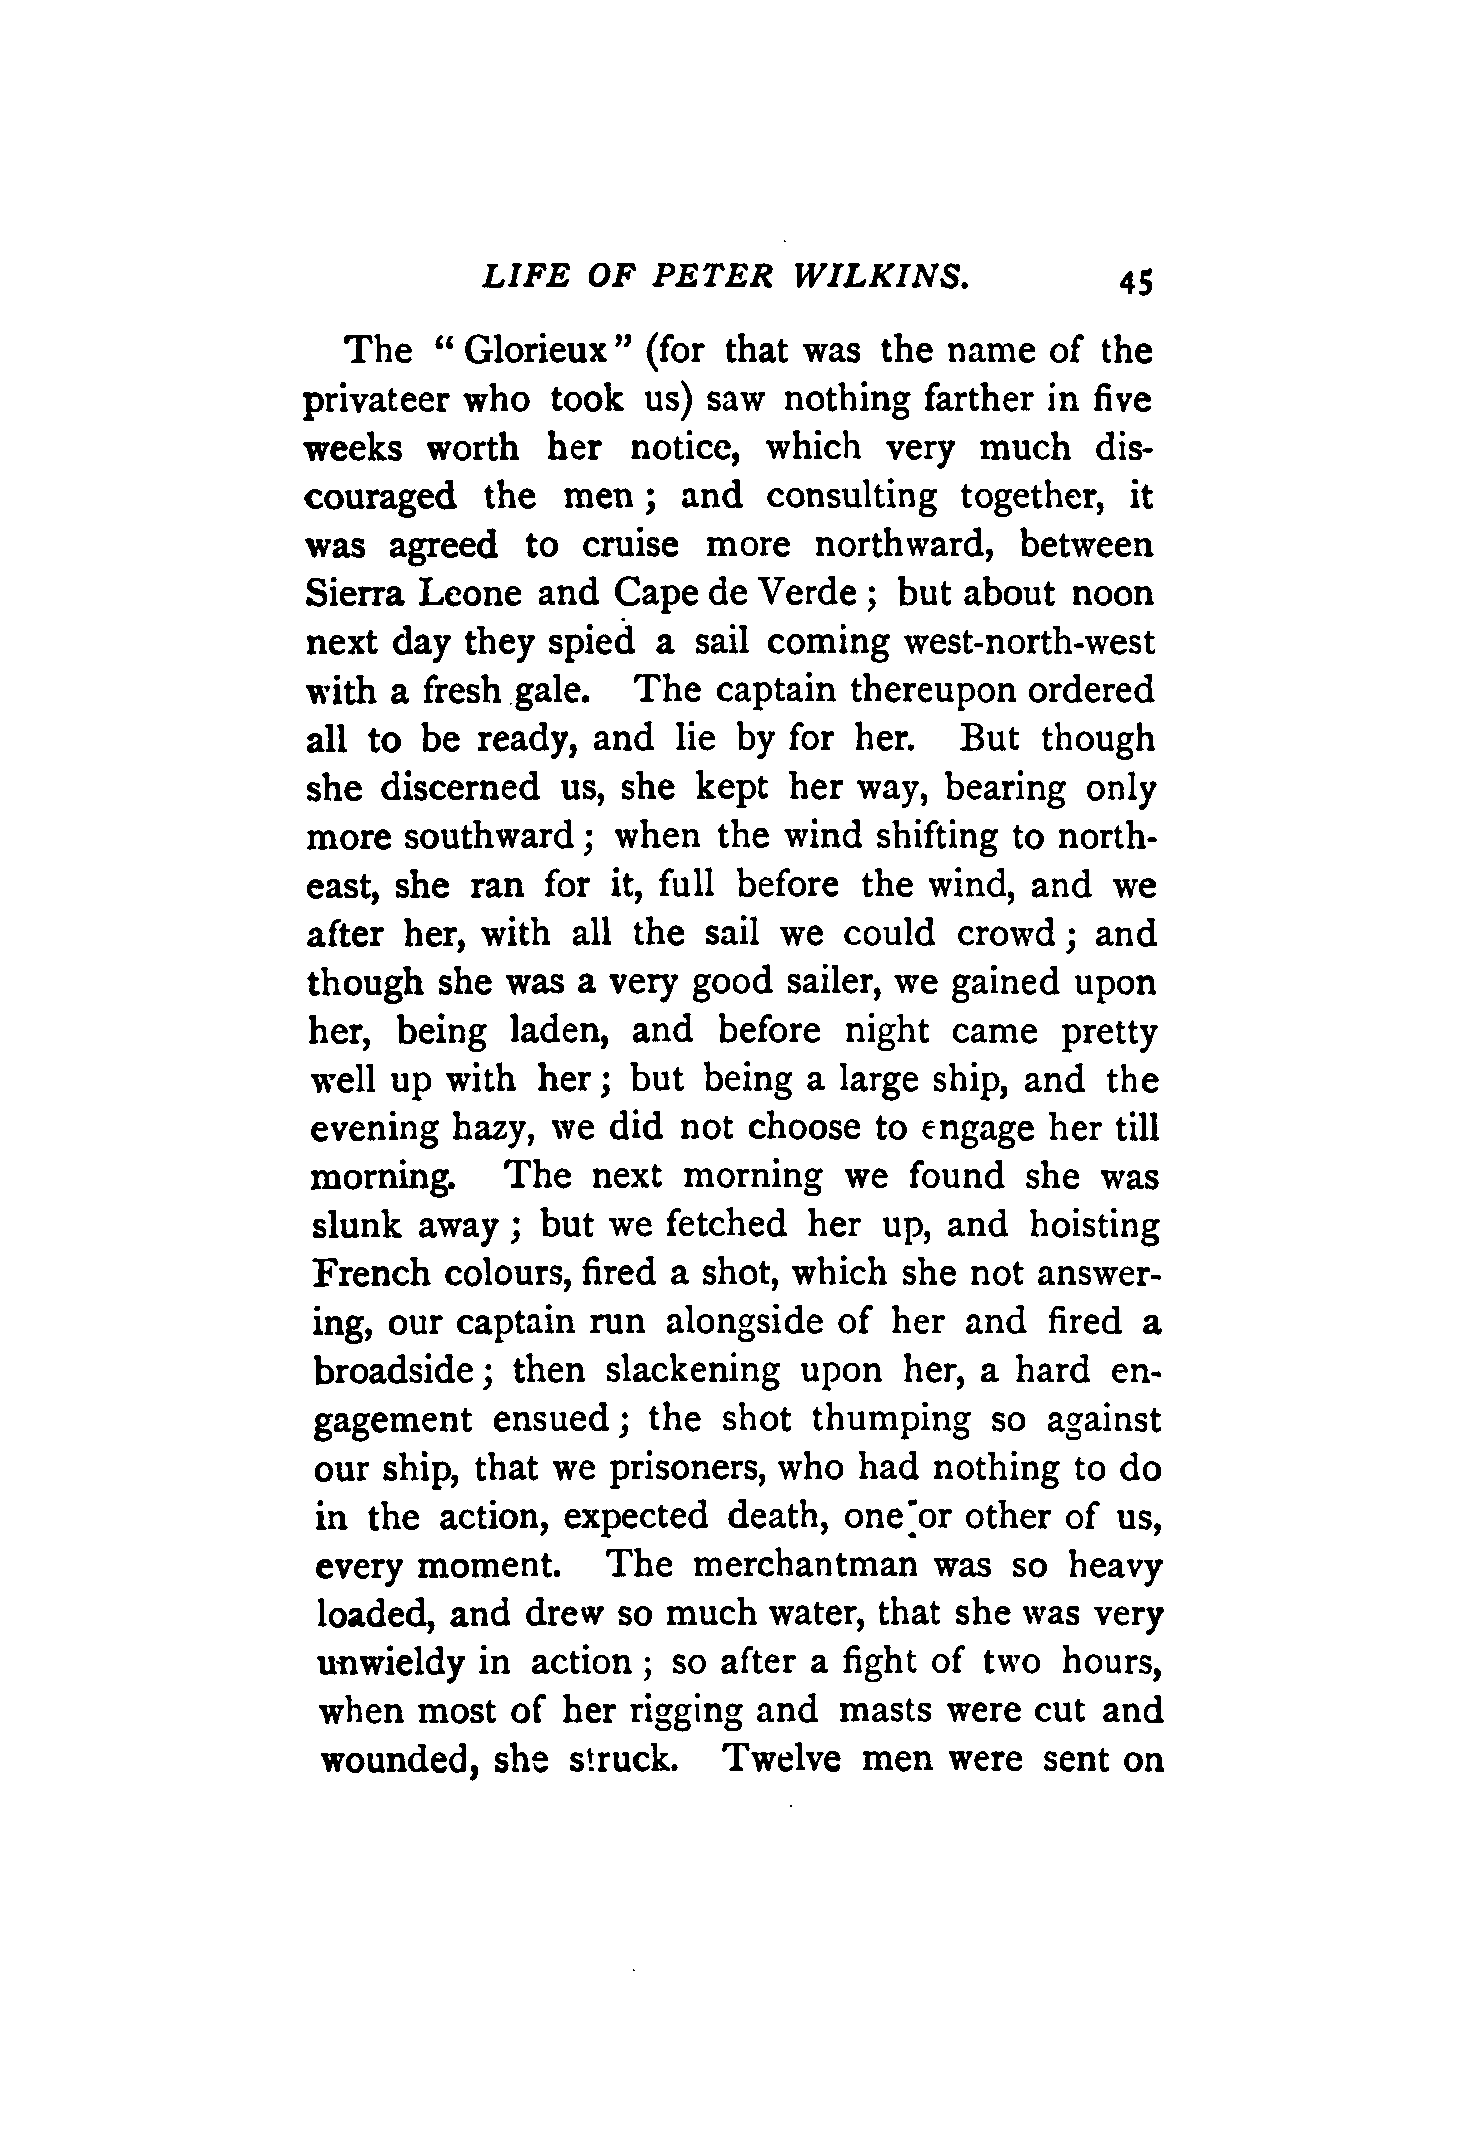 LIFE OF PETER WILKINS. 45
The “ Glorieux ” (for that was the name of the
privateer who took us) saw nothing farther in five
weeks worth her notice, which very much dis-
couraged the men ; and consulting together, it
was agreed to cruise more northward, between
Sierra Leone and Cape de Verde ; but about noon
next day they spied a sail coming west-north-west
with a fresh gale. The captain thereupon ordered
all to be ready, and lie by for her. But though
she discerned us, she kept her way, bearing only
more southward ; when the wind shifting to north-
east, she ran for it, full before the wind, and we
after her, with all the sail we could crowd ; and
though she was a very good sailer, we gained upon
her, being laden, and before night came pretty
well up with her ; but being a large ship, and the
evening hazy, we did not choose to engage her till
morning. The next morning we found she was
slunk away ; but we fetched her up, and hoisting
French colours, fired a shot, which she not answer-
ing, our captain run alongside of her and fired a
broadside ; then slackening upon her, a hard en-
gagement ensued ; the shot thumping so against
our ship, that we prisoners, who had nothing to do
in the action, expected death, one or other of us,
every moment. The merchantman was so heavy
loaded, and drew so much water, that she was very
unwieldy in action ; so after a fight of two hours,
when most of her rigging and masts were cut and
wounded, she struck. Twelve men were sent on